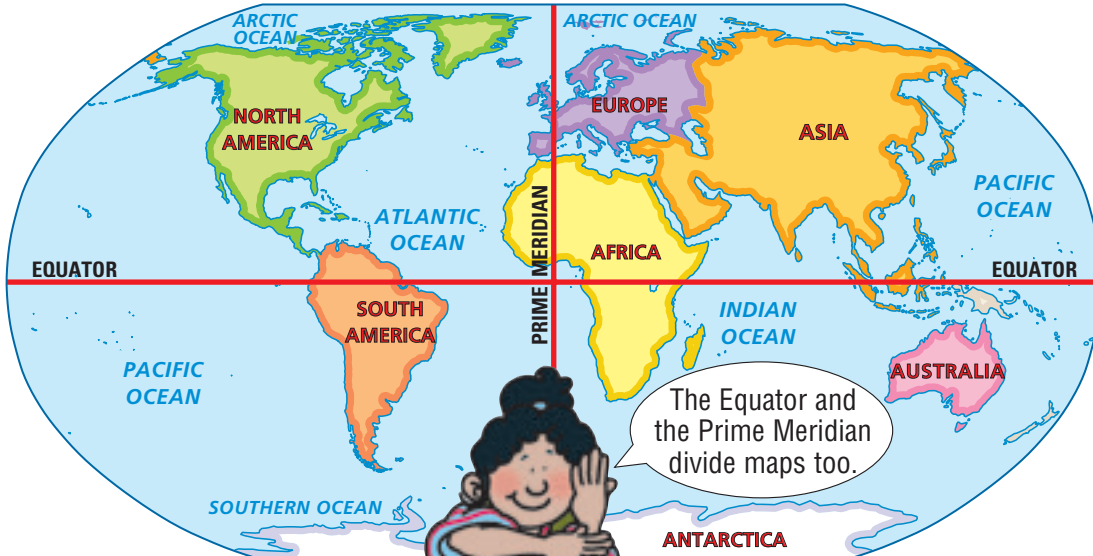 ARCTIC
OCEAN
ARCTIC OCEAN
NORTH
AMERICA
EUROPE
ASIA
PACIFIC
OCEAN
ATLANTIC
OCEAN
PRIME MERIDIAN
AFRICA
EQUATOR
EQUATOR
SOUTH
AMERICA
INDIAN
OCEAN
PACIFIC
OCEAN
AUSTRALIA
The Equator and
the Prime Meridian
divide maps too.
SOUTHERN OCEAN
ANTARCTICA